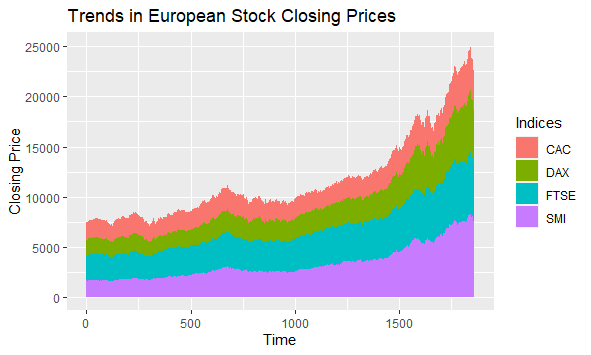 Trends in European Stock Closing Prices
25000
20000
15000
10000
5000
0
Closing Price
0 500 1000 1500
Time
Indices
CAC
DAX
FTSE
SMI